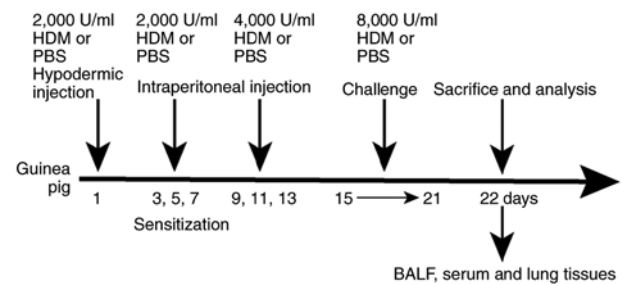 2,000 U/ml
HDM or
PBS
Hypodermic
injection
2,000 U/ml
HDM or
PBS
4,000 U/ml
HDM or
PBS
Intraperitoneal injection
8,000 U/ml
HDM or
PBS
Challenge
Sacrifice and analysis
Guinea
pig
1
3, 5, 7
9, 11, 13
15
21
22 days
Sensitization
BALF, serum and lung tissues